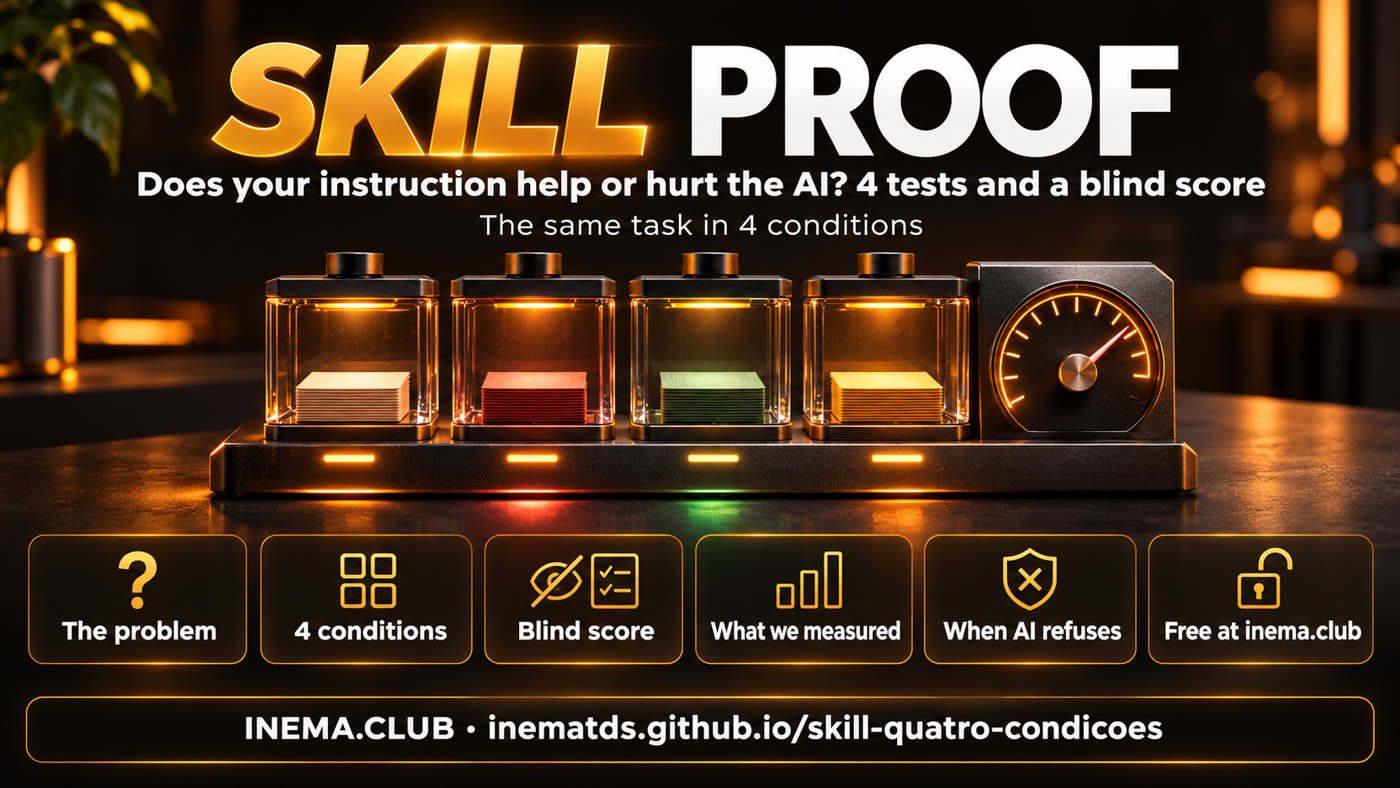 SKILL PROOF
Does your instruction help or hurt the AI? 4 tests and a blind score
The same task in 4 conditions
The problem
4 conditions
Blind score
What we measured
When AI refuses
Free at inema.club
INEMA.CLUB • inematds.github.io/skill-quatro-condicoes